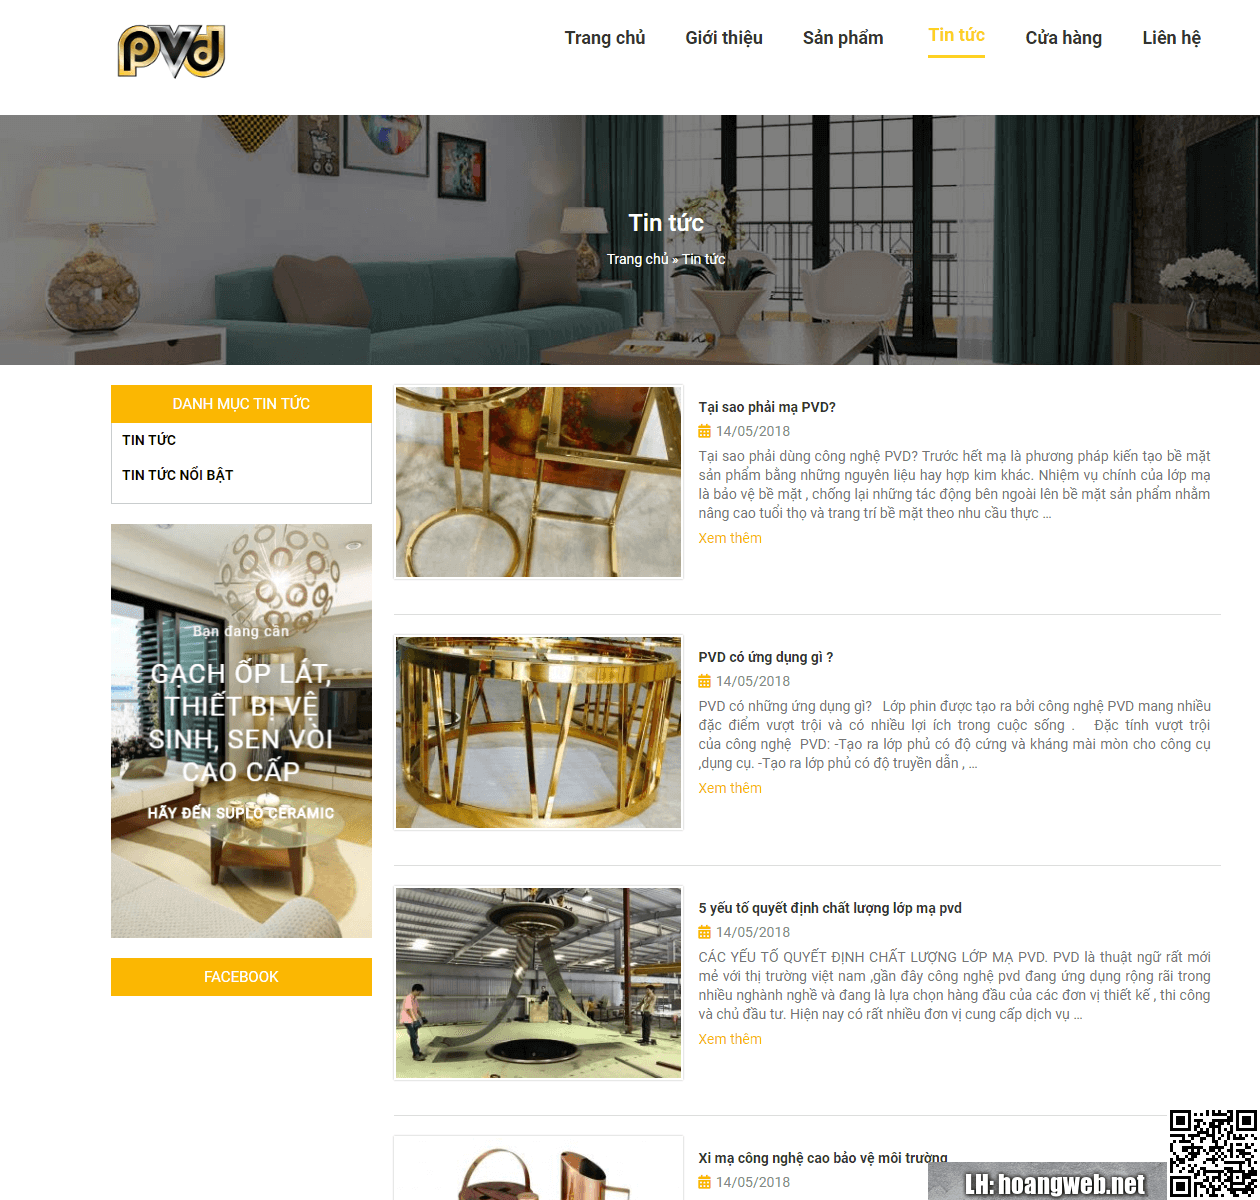 pvd
Trang chủ Giới thiệu Sản phẩm Tin tức Cửa hàng Liên hệ
Tin tức
Trang chủ » Tin tức
DANH MỤC TIN TỨC
TIN TỨC
TIN TỨC NỔI BẬT
Bạn đang cần
GẠCH ỐP LÁT,
THIẾT BỊ VỆ
SINH, SEN VÒI
CAO CẤP
HÃY ĐẾN SUPLO CERAMIC
FACEBOOK
Tại sao phải mạ PVD?
14/05/2018
Tại sao phải dùng công nghệ PVD? Trước hết mạ là phương pháp kiến tạo bề mặt
sản phẩm bằng những nguyên liệu hay hợp kim khác. Nhiệm vụ chính của lớp mạ
là bảo vệ bề mặt , chống lại những tác động bên ngoài lên bề mặt sản phẩm nhằm
nâng cao tuổi thọ và trang trí bề mặt theo nhu cầu thực ...
Xem thêm
PVD có ứng dụng gì ?
14/05/2018
PVD có những ứng dụng gì? Lớp phin được tạo ra bởi công nghệ PVD mang nhiều
đặc điểm vượt trội và có nhiều lợi ích trong cuộc sống . Đặc tính vượt trội
của công nghệ PVD: -Tạo ra lớp phủ có độ cứng và kháng mài mòn cho công cụ
,dụng cụ. -Tạo ra lớp phủ có độ truyền dẫn , ...
Xem thêm
5 yếu tố quyết định chất lượng lớp mạ pvd
14/05/2018
CÁC YẾU TỐ QUYẾT ĐỊNH CHẤT LƯỢNG LỚP MẠ PVD. PVD là thuật ngữ rất mới
mẻ với thị trường việt nam ,gần đây công nghệ pvd đang ứng dụng rộng rãi trong
nhiều nghành nghề và đang là lựa chọn hàng đầu của các đơn vị thiết kế , thi công
và chủ đầu tư. Hiện nay có rất nhiều đơn vị cung cấp dịch vụ ...
Xem thêm
Xi mạ công nghệ cao bảo vệ môi trường
14/05/2018
LH: hoangweb.net